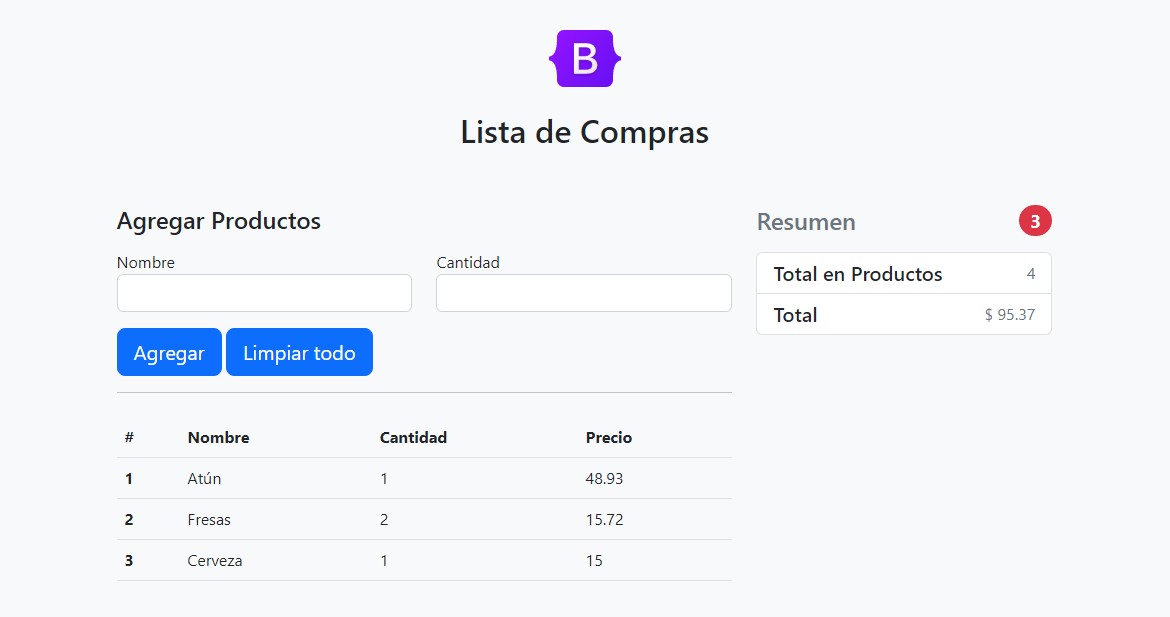 B
Lista de Compras
Agregar Productos
Nombre Cantidad
Agregar Limpiar todo
# Nombre Cantidad Precio
1 Atún 1 48.93
2 Fresas 2 15.72
3 Cerveza 1 15
Resumen 3
Total en Productos 4
Total $ 95.37